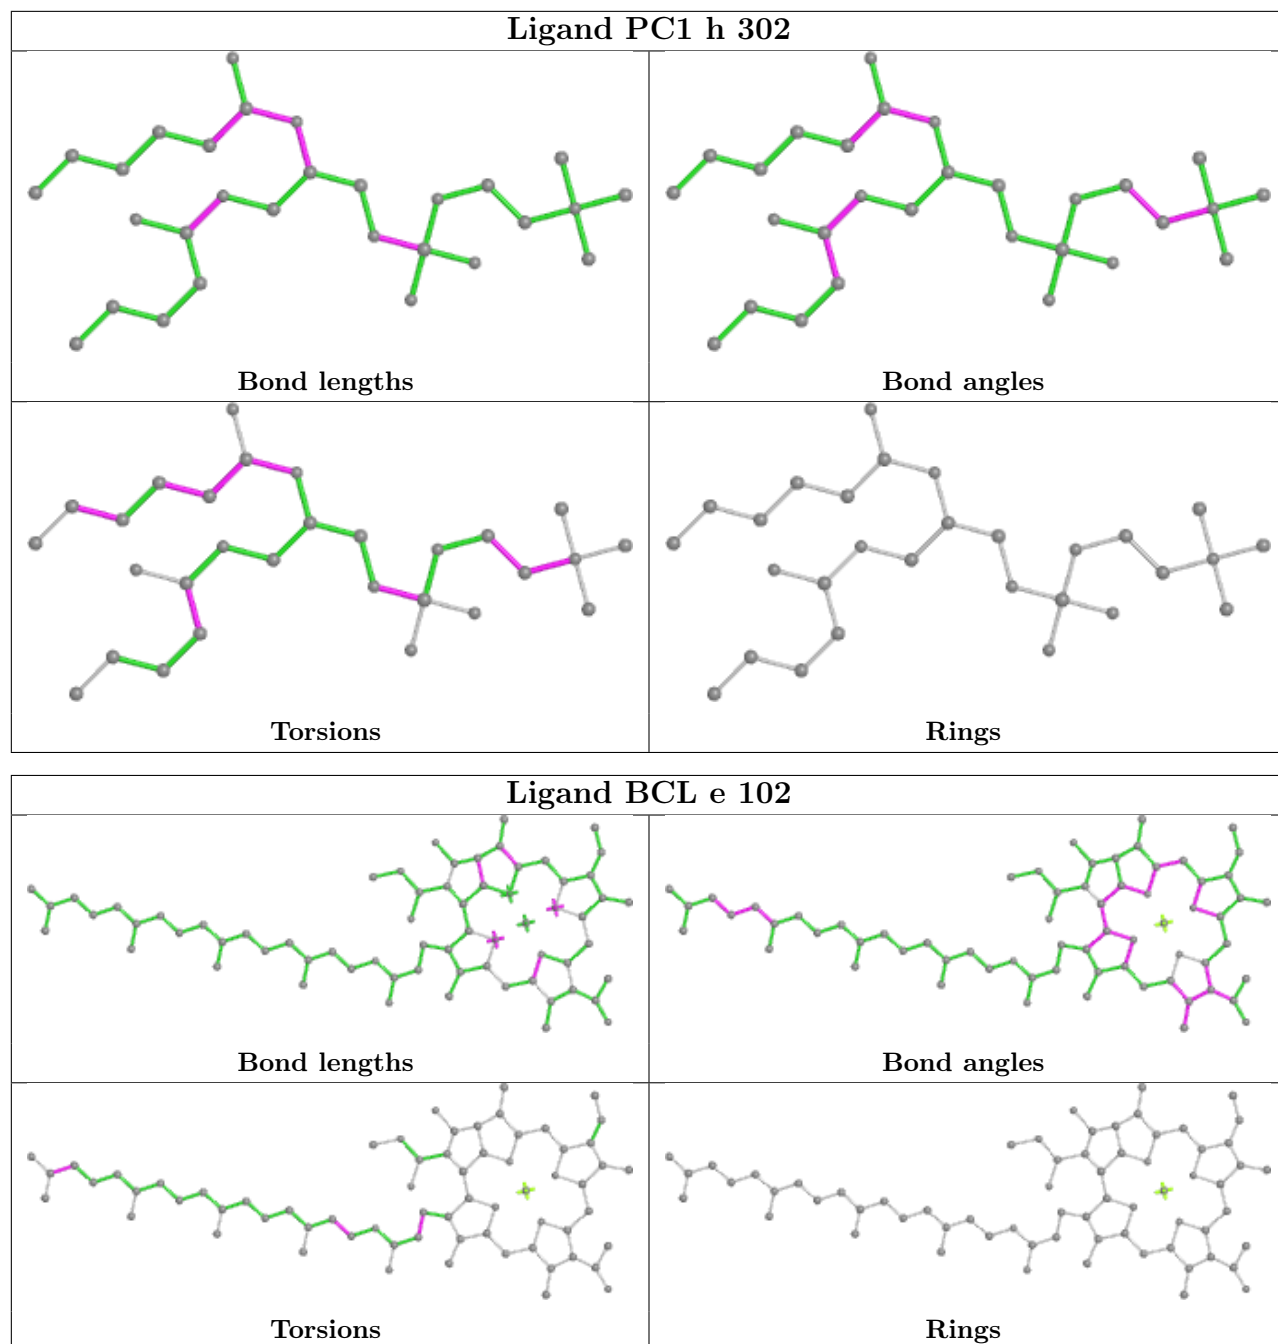 Ligand PC1 h 302
Bond lengths
Bond angles
Torsions
Rings
Ligand BCL e 102
Bond lengths
Bond angles
Torsions
Rings